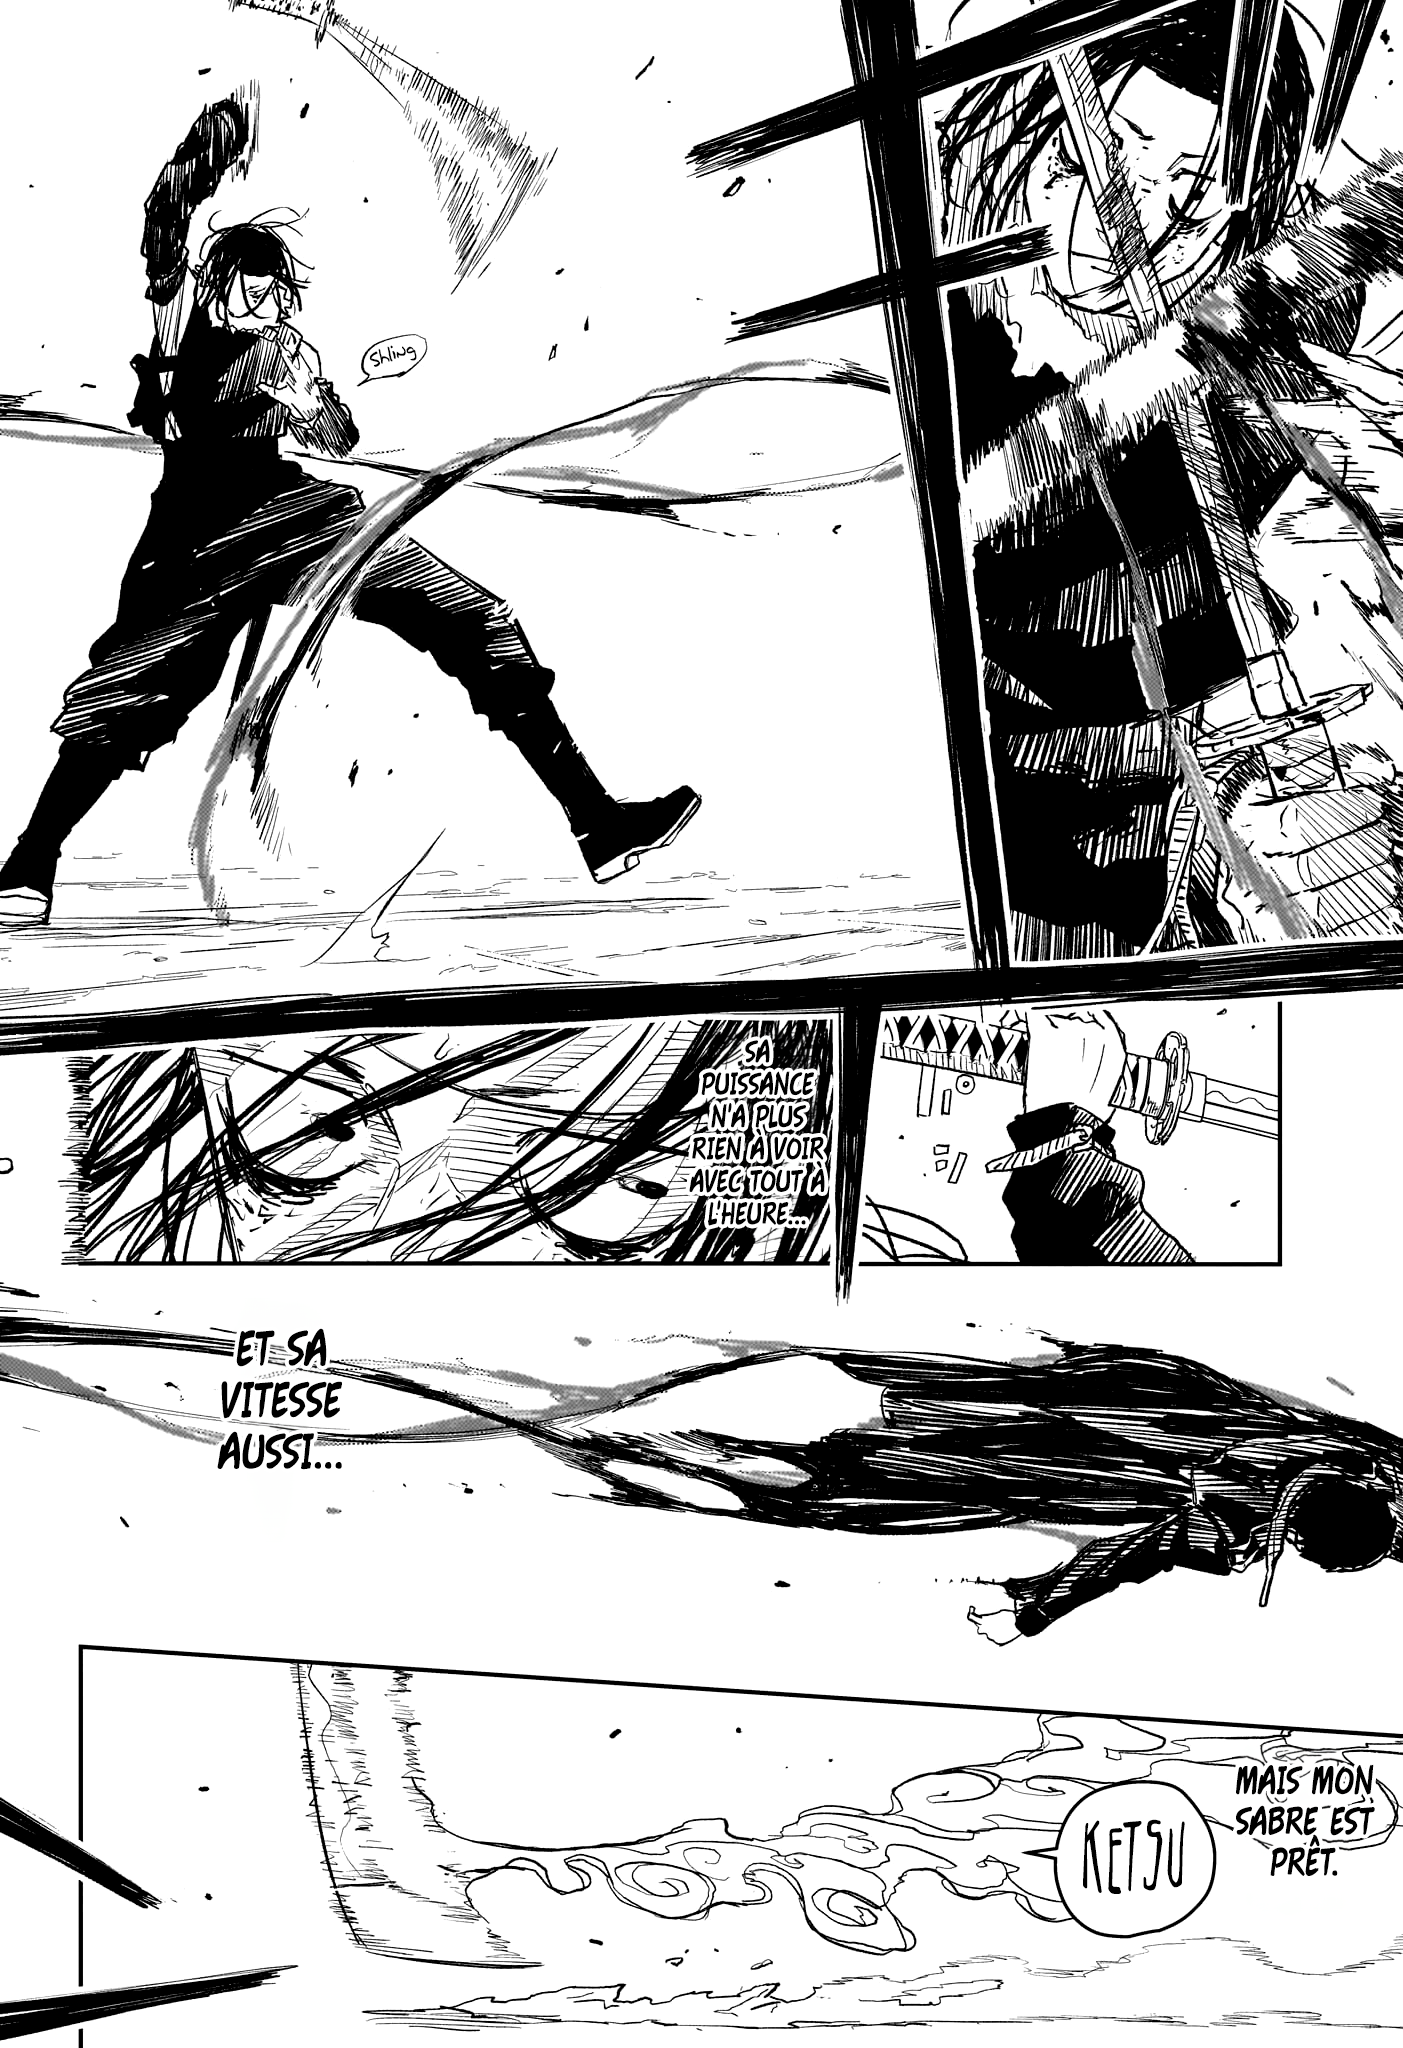 Shling
SA
PUISSANCE
N'A PLUS
RIEN A VOIR
AVEC TOUT À
L'HEURE...
ET SA
VITESSE
AUSSI...
MAIS MON
SABRE EST
PRÊT.
KETSU